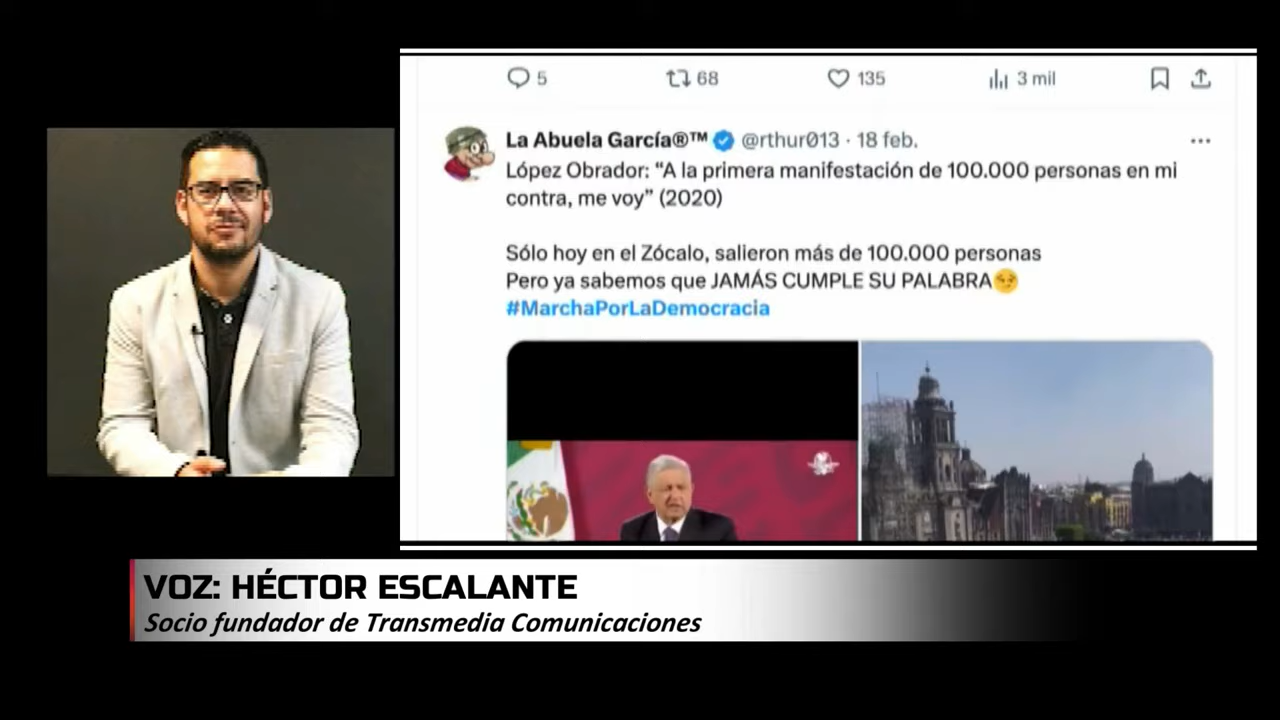 5 68 135 3 mil
La Abuela García®™ @rthur013 · 18 feb. ...
López Obrador: “A la primera manifestación de 100.000 personas en mi
contra, me voy” (2020)
Sólo hoy en el Zócalo, salieron más de 100.000 personas
Pero ya sabemos que JAMÁS CUMPLE SU PALABRA😏
#MarchaPorLaDemocracia
VOZ: HÉCTOR ESCALANTE
Socio fundador de Transmedia Comunicaciones